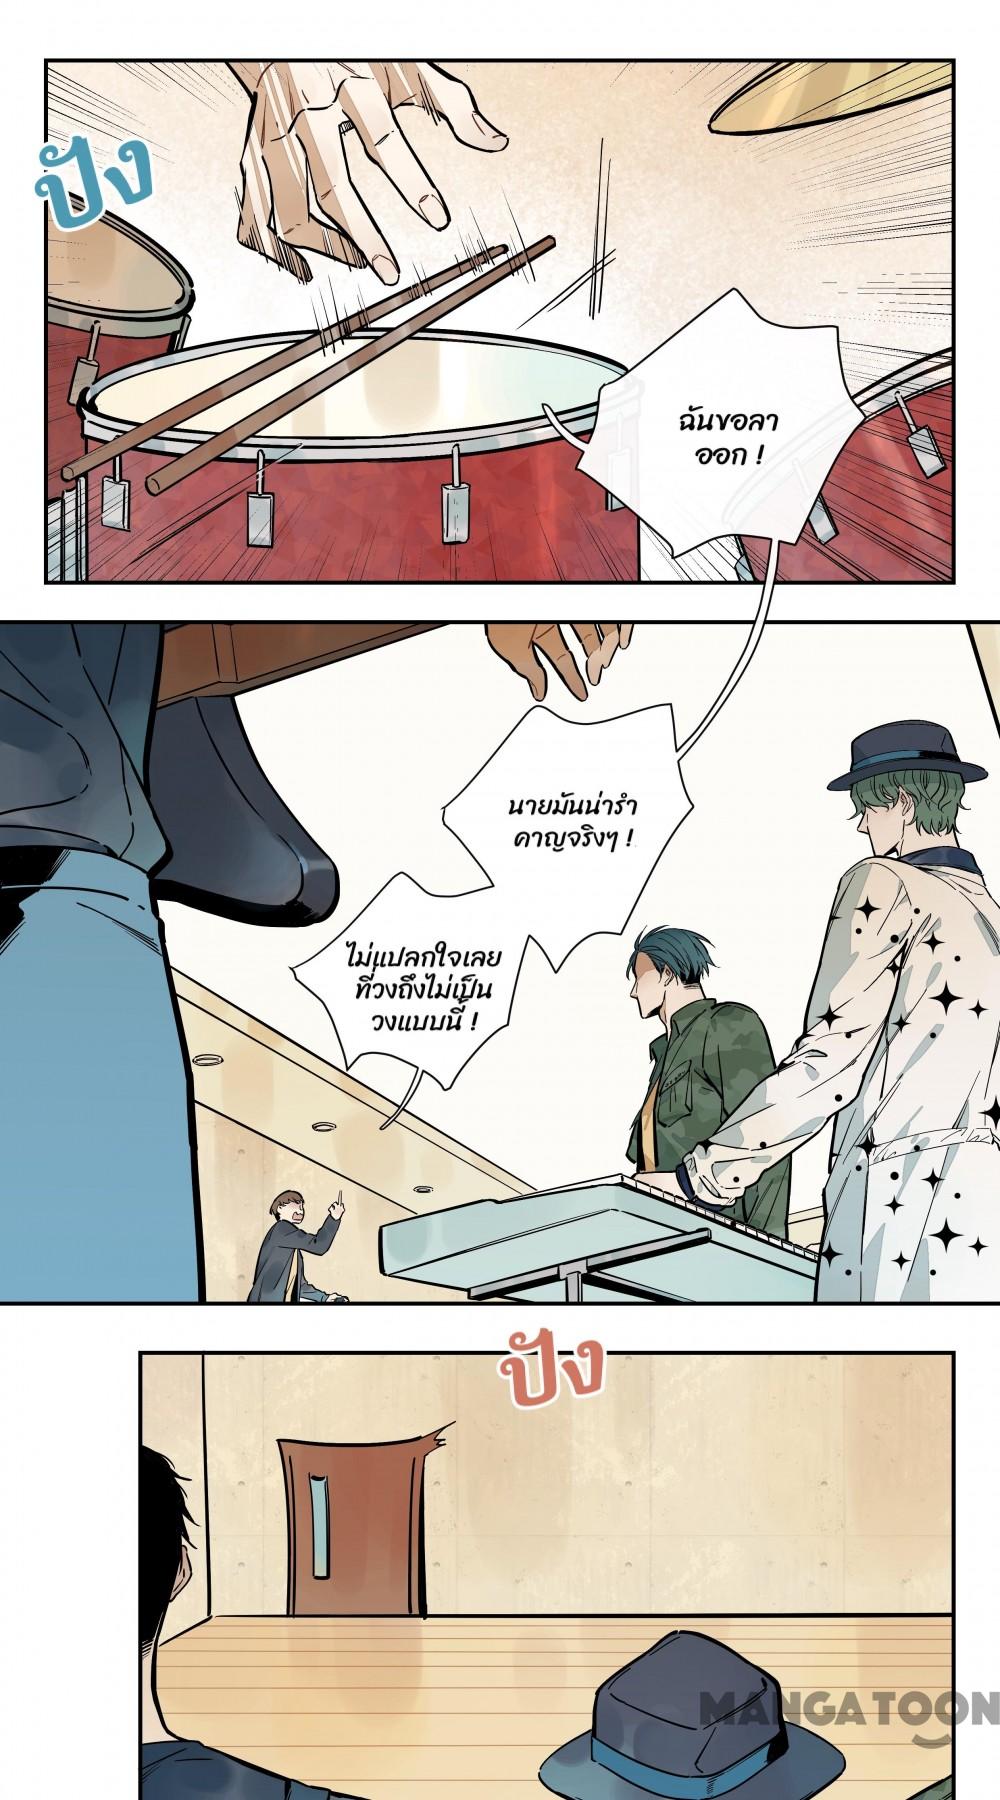 ปัง
ฉันขอลา
ออก !
นายมันน่ารำ
คาญจริงๆ !
ไม่แปลกใจเลย
ที่วงถึงไม่เป็น
วงแบบนี้ !
ปัง
MANGATOON